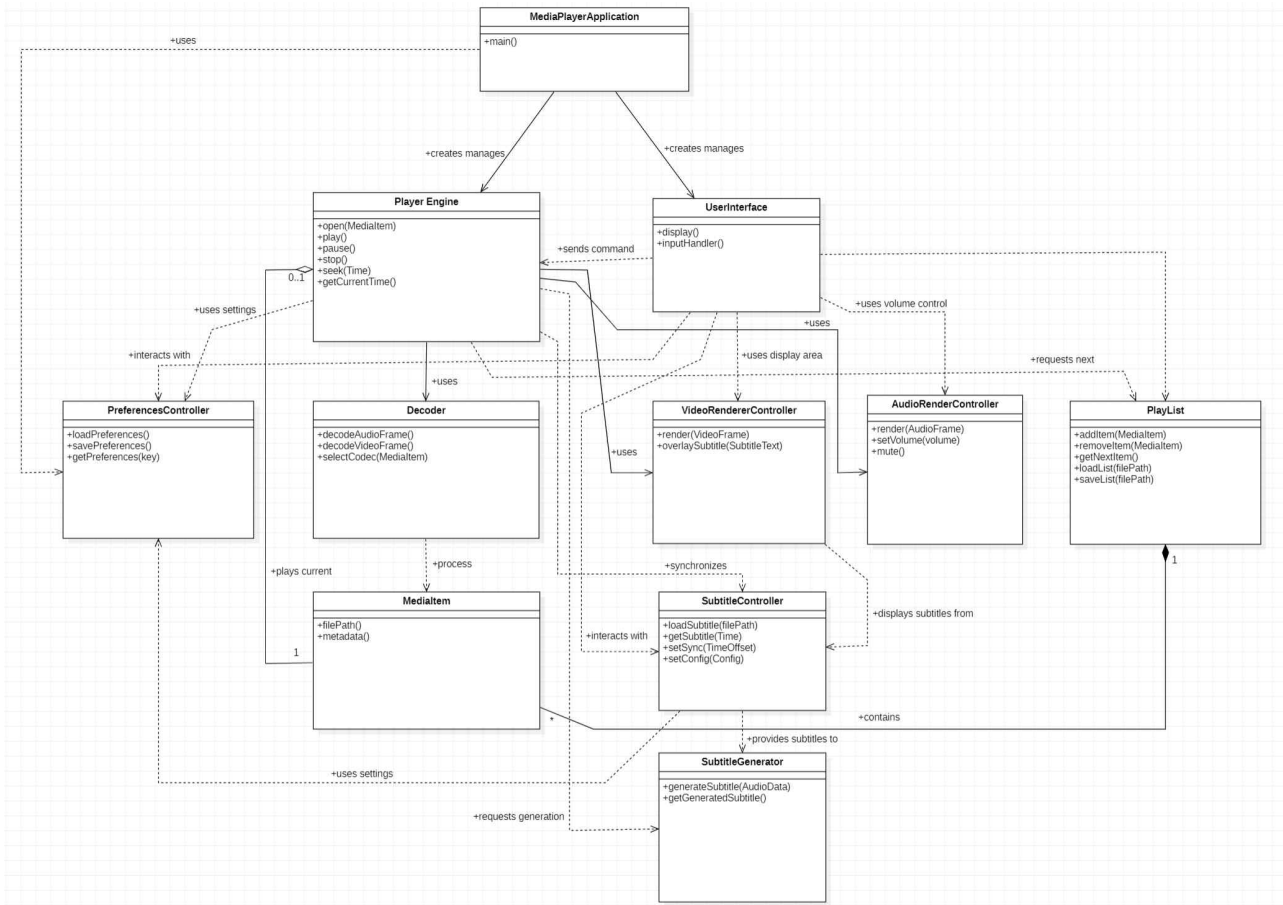 MediaPlayerApplication
+main()
+uses
+creates manages
+creates manages
Player Engine
+open(MediaItem)
+play()
+pause()
+stop()
+seek(Time)
+getCurrentTime()
0..1
UserInterface
+display()
+inputHandler()
+sends command
+uses settings
+uses volume control
+uses
+interacts with
+uses display area
+requests next
+uses
PreferencesController
+loadPreferences()
+savePreferences()
+getPreferences(key)
Decoder
+decodeAudioFrame()
+decodeVideoFrame()
+selectCodec(MediaItem)
VideoRendererController
+render(VideoFrame)
+overlaySubtitle(SubtitleText)
AudioRenderController
+render(AudioFrame)
+setVolume(volume)
+mute()
PlayList
+addItem(MediaItem)
+removeItem(MediaItem)
+getNextItem()
+loadList(filePath)
+saveList(filePath)
+uses
+plays current
+process
+synchronizes
1
MediaItem
+filePath()
+metadata()
1
*
SubtitleController
+loadSubtitle(filePath)
+getSubtitle(Time)
+setSync(TimeOffset)
+setConfig(Config)
+displays subtitles from
+interacts with
+contains
+provides subtitles to
+uses settings
SubtitleGenerator
+generateSubtitle(AudioData)
+getGeneratedSubtitle()
+requests generation